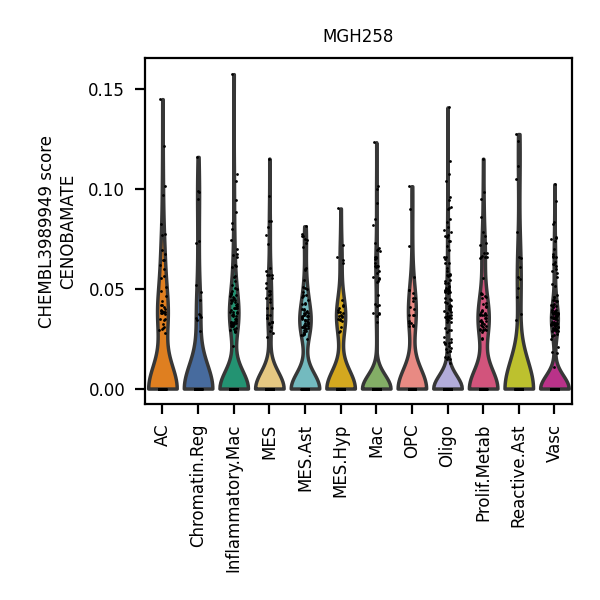 MGH258
CHEMBL3989949 score
CENOBAMATE
0.15
0.10
0.05
0.00
AC
Chromatin.Reg
Inflammatory.Mac
MES
MES.Ast
MES.Hyp
Mac
OPC
Oligo
Prolif.Metab
Reactive.Ast
Vasc